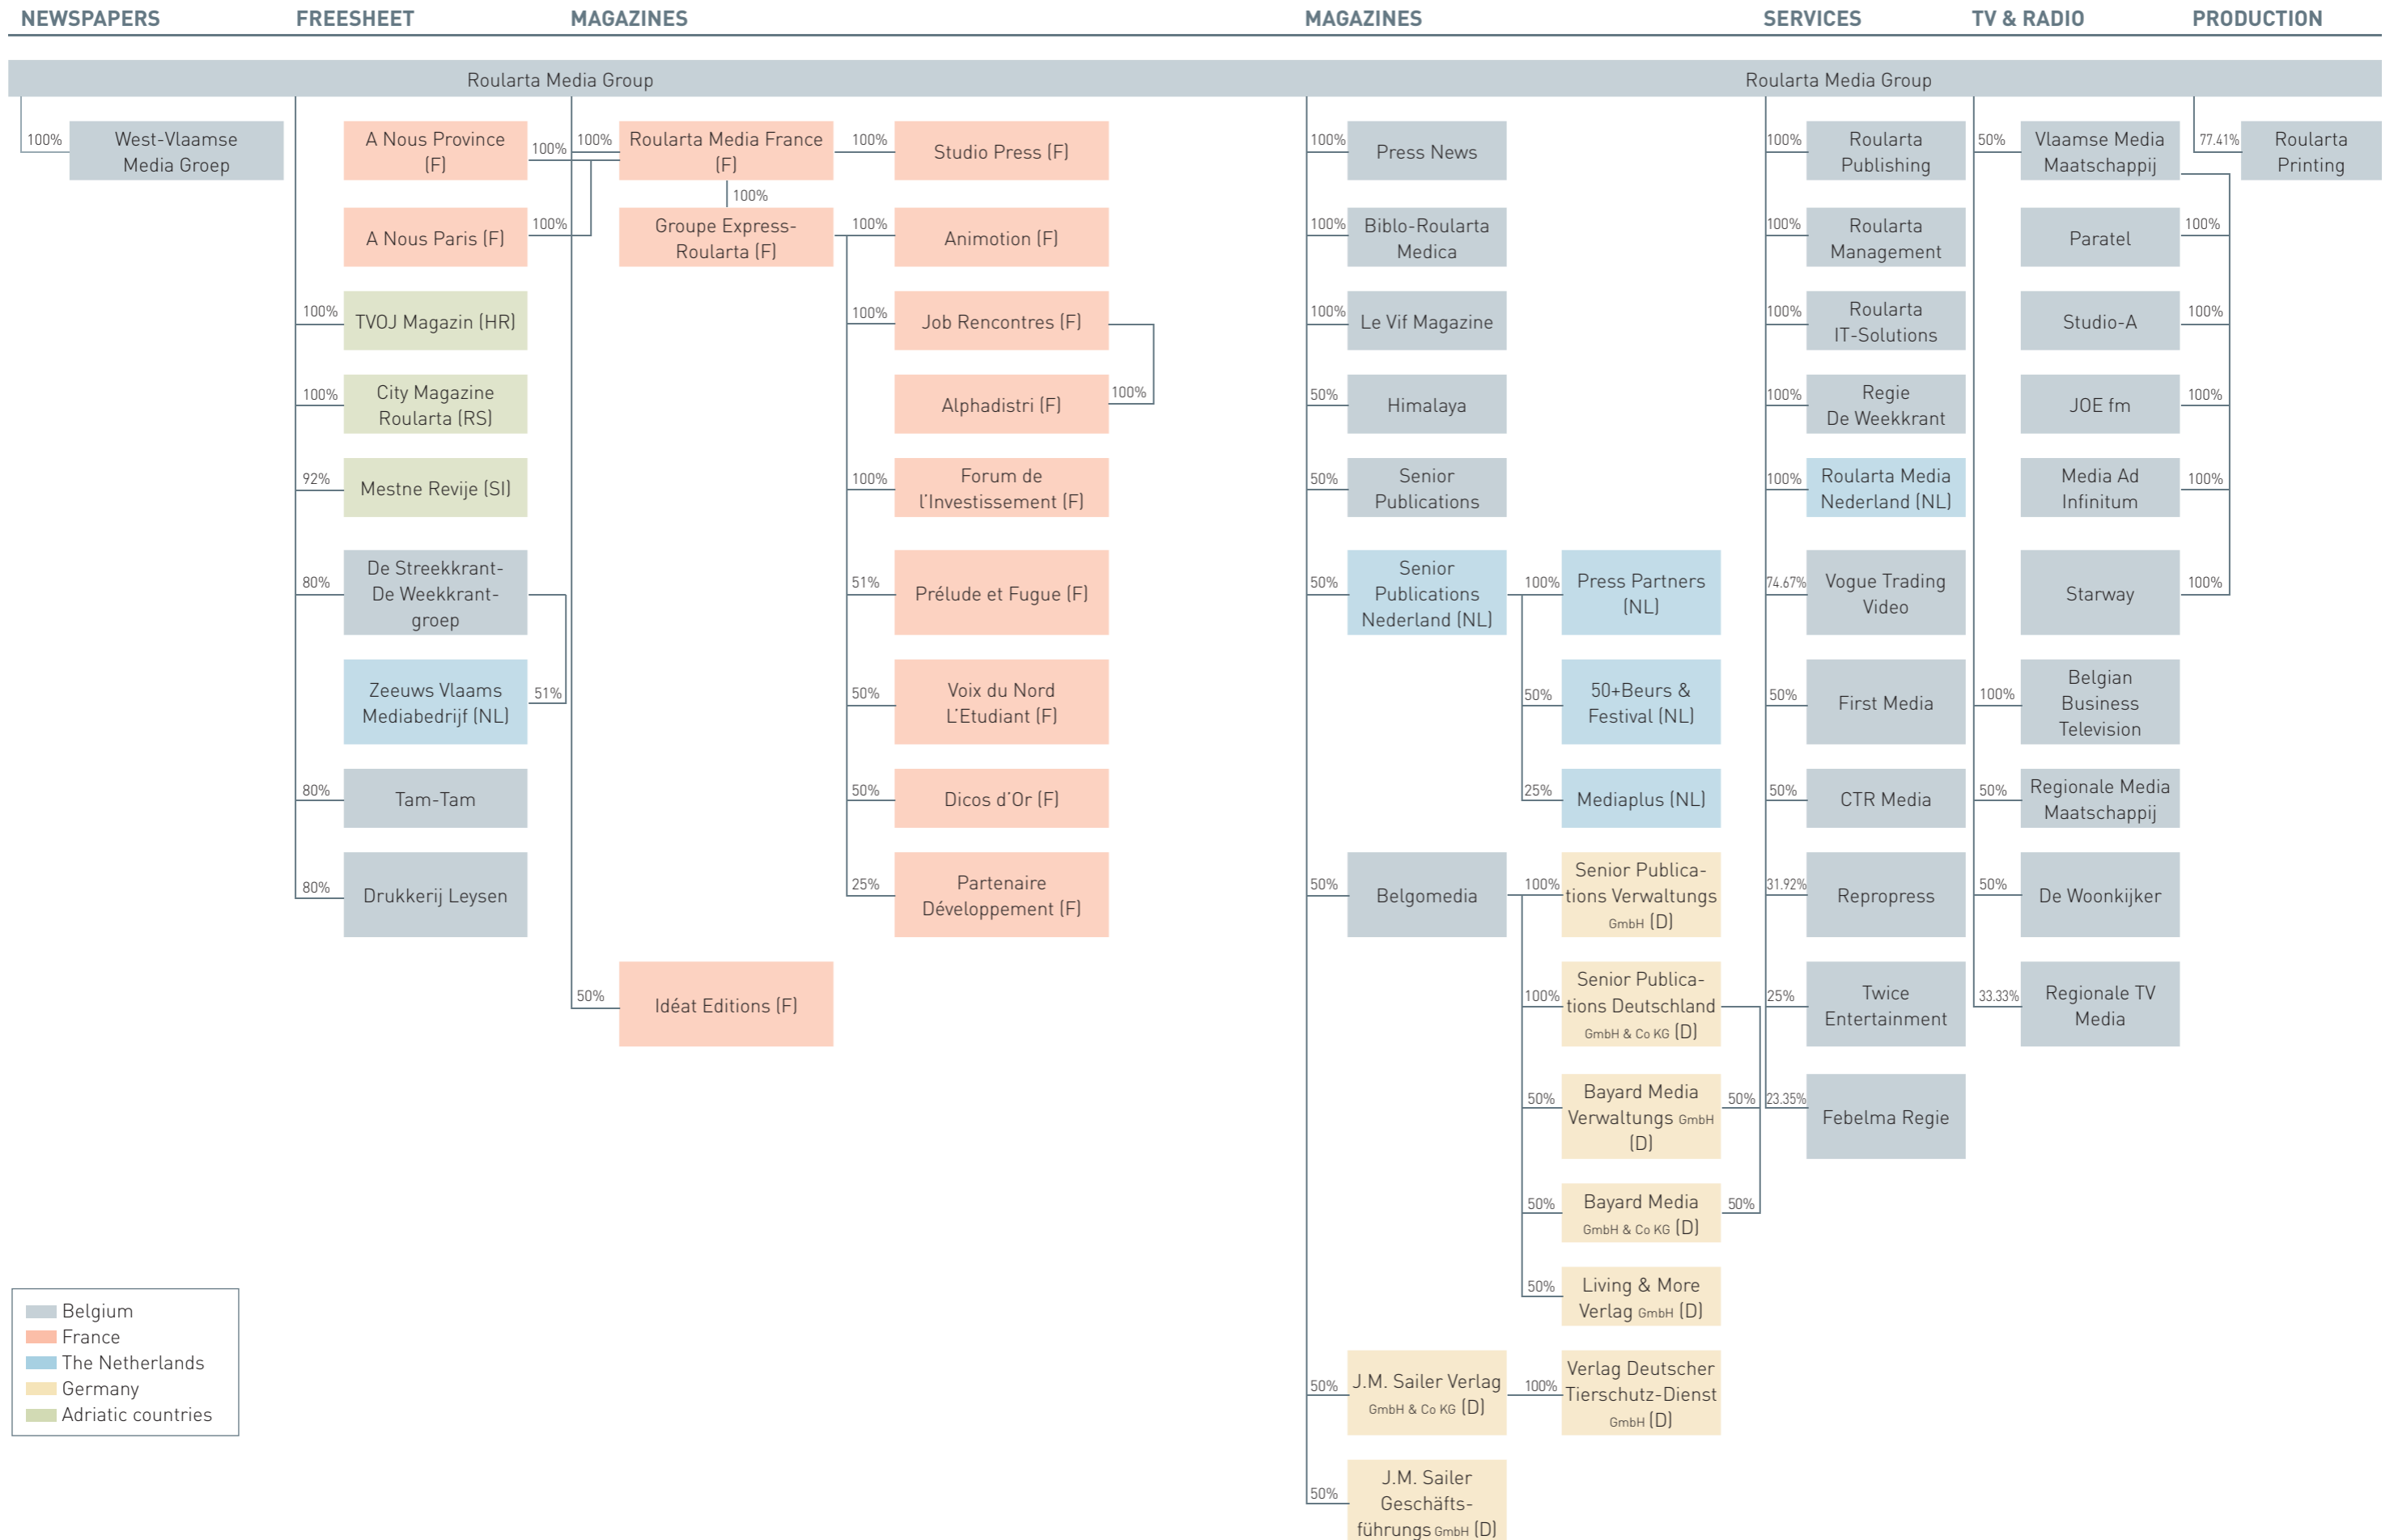 NEWSPAPERS
FREESHEET
MAGAZINES
MAGAZINES
SERVICES
TV & RADIO
PRODUCTION
Roularta Media Group
Roularta Media Group
100%
West-Vlaamse
Media Groep
A Nous Province
(F)
100%
A Nous Paris (F)
100%
100%
TVOJ Magazin (HR)
100%
City Magazine
Roularta (RS)
92%
Mestne Revije (SI)
80%
De Streekkrant-
De Weekkrant-
groep
Zeeuws Vlaams
Mediabedrijf (NL)
51%
80%
Tam-Tam
80%
Drukkerij Leysen
100%
Roularta Media France
(F)
100%
Groupe Express-
Roularta (F)
50%
Idéat Editions (F)
100%
Studio Press (F)
100%
Animotion (F)
100%
Job Rencontres (F)
Alphadistri (F)
100%
100%
Forum de
l'Investissement (F)
51%
Prélude et Fugue (F)
50%
Voix du Nord
L'Etudiant (F)
50%
Dicos d'Or (F)
25%
Partenaire
Développement (F)
100%
Press News
100%
Biblo-Roularta
Medica
100%
Le Vif Magazine
50%
Himalaya
50%
Senior
Publications
50%
Senior
Publications
Nederland (NL)
100%
Press Partners
(NL)
50%
50+Beurs &
Festival (NL)
25%
Mediaplus (NL)
50%
Belgomedia
100%
Senior Publica-
tions Verwaltungs
GmbH (D)
100%
Senior Publica-
tions Deutschland
GmbH & Co KG (D)
50%
Bayard Media
Verwaltungs GmbH
(D)
50%
50%
Bayard Media
GmbH & Co KG (D)
50%
50%
Living & More
Verlag GmbH (D)
50%
J.M. Sailer Verlag
GmbH & Co KG (D)
100%
Verlag Deutscher
Tierschutz-Dienst
GmbH (D)
50%
J.M. Sailer
Geschäfts-
führungs GmbH (D)
100%
Roularta
Publishing
100%
Roularta
Management
100%
Roularta
IT-Solutions
100%
Regie
De Weekkrant
100%
Roularta Media
Nederland (NL)
74.67%
Vogue Trading
Video
50%
First Media
50%
CTR Media
31.92%
Repropress
25%
Twice
Entertainment
23.35%
Febelma Regie
50%
Vlaamse Media
Maatschappij
Paratel
100%
Studio-A
100%
JOE fm
100%
Media Ad
Infinitum
100%
Starway
100%
100%
Belgian
Business
Television
50%
Regionale Media
Maatschappij
50%
De Woonkijker
33.33%
Regionale TV
Media
77.41%
Roularta
Printing
Belgium
France
The Netherlands
Germany
Adriatic countries